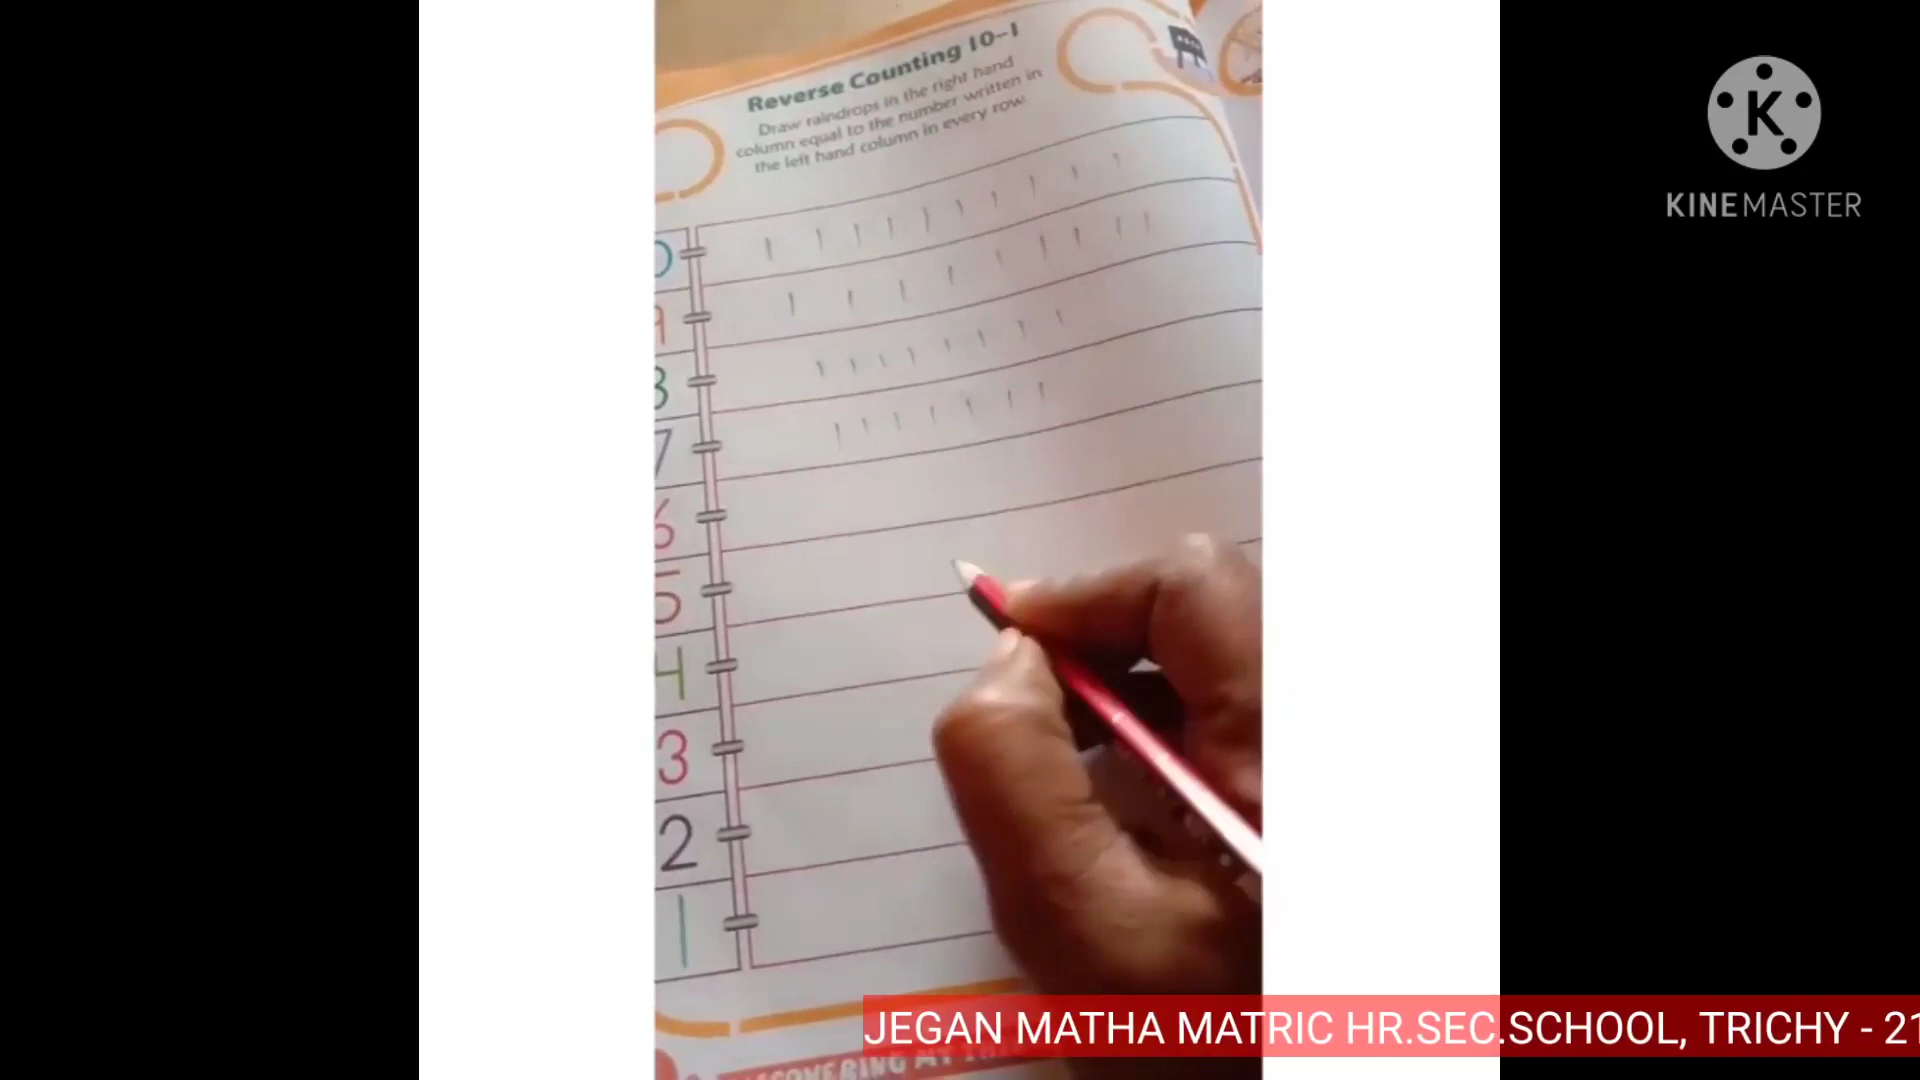 Reverse Counting 10-1
Draw raindrops in the right hand
column equal to the number written in
the left hand column in every row.
KINEMASTER
0
9
8
7
6
5
4
3
2
1
JEGAN MATHA MATRIC HR.SEC.SCHOOL, TRICHY - 21